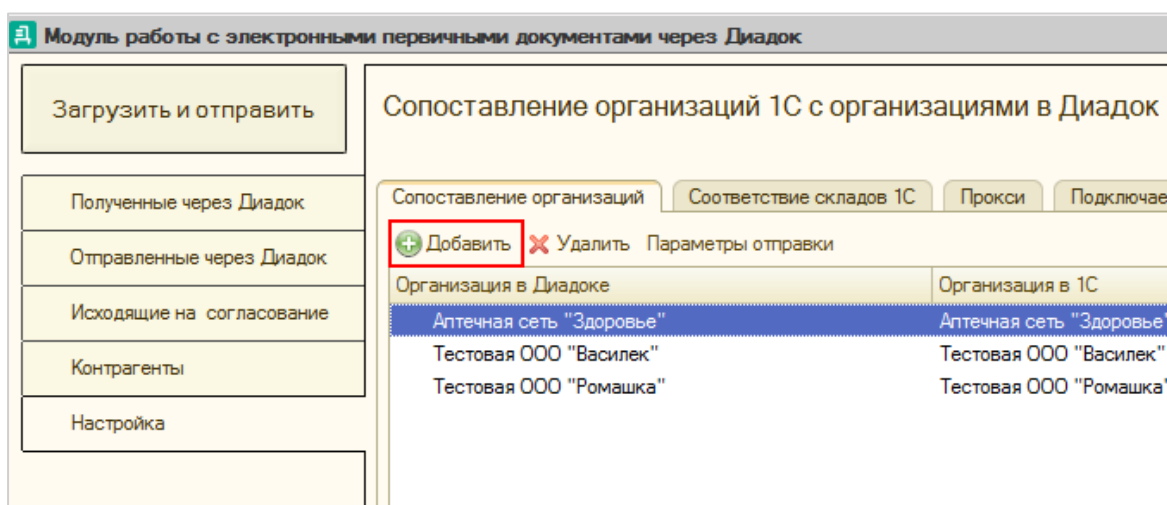 Модуль работы с электронными первичными документами через Диадок
Загрузить и отправить
Сопоставление организаций 1С с организациями в Диадок
Полученные через Диадок
Сопоставление организаций Соответствие складов 1С Прокси Подключае
Отправленные через Диадок
Добавить Удалить Параметры отправки
Организация в Диадоке Организация в 1С
Исходящие на согласование
Аптечная сеть "Здоровье" Аптечная сеть "Здоровье"
Тестовая ООО "Василек" Тестовая ООО "Василек"
Контрагенты
Тестовая ООО "Ромашка" Тестовая ООО "Ромашка"
Настройка